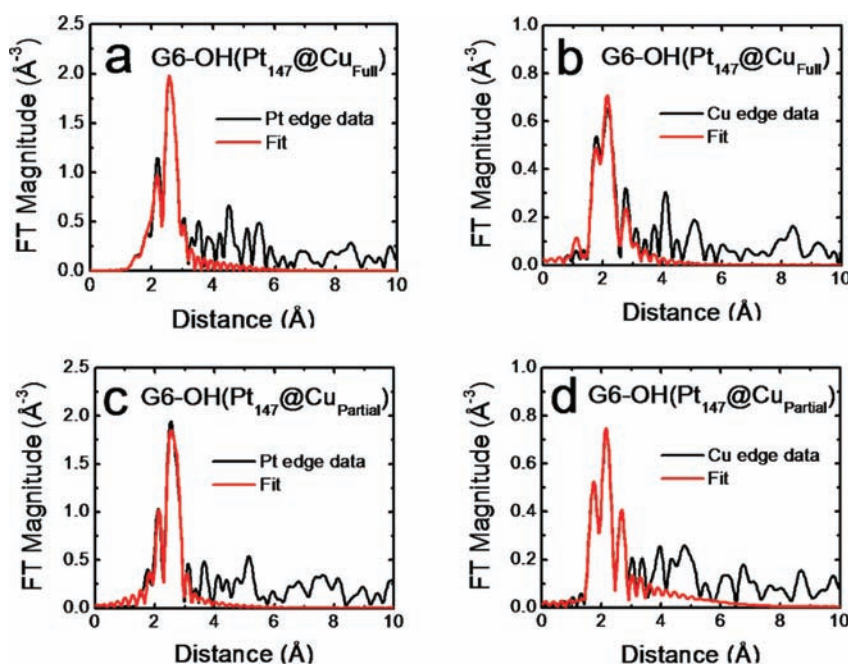 a G6-OH(Pt147@CuFull)
Pt edge data
Fit
FT Magnitude (Å-3)
2.5
2.0
1.5
1.0
0.5
0.0
0 2 4 6 8 10
Distance (Å)
b G6-OH(Pt147@CuFull)
Cu edge data
Fit
FT Magnitude (Å-3)
1.0
0.8
0.6
0.4
0.2
0.0
0 2 4 6 8 10
Distance (Å)
c G6-OH(Pt147@CuPartial)
Pt edge data
Fit
FT Magnitude (Å-3)
2.5
2.0
1.5
1.0
0.5
0.0
0 2 4 6 8 10
Distance (Å)
d G6-OH(Pt147@CuPartial)
Cu edge data
Fit
FT Magnitude (Å-3)
1.0
0.8
0.6
0.4
0.2
0.0
0 2 4 6 8 10
Distance (Å)